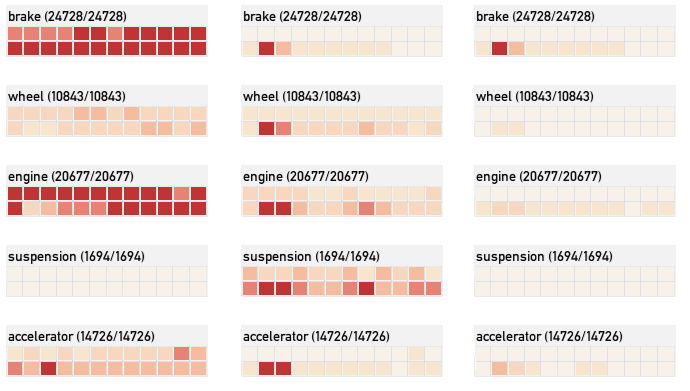 brake (24728/24728) brake (24728/24728) brake (24728/24728)
wheel (10843/10843) wheel (10843/10843) wheel (10843/10843)
engine (20677/20677) engine (20677/20677) engine (20677/20677)
suspension (1694/1694) suspension (1694/1694) suspension (1694/1694)
accelerator (14726/14726) accelerator (14726/14726) accelerator (14726/14726)